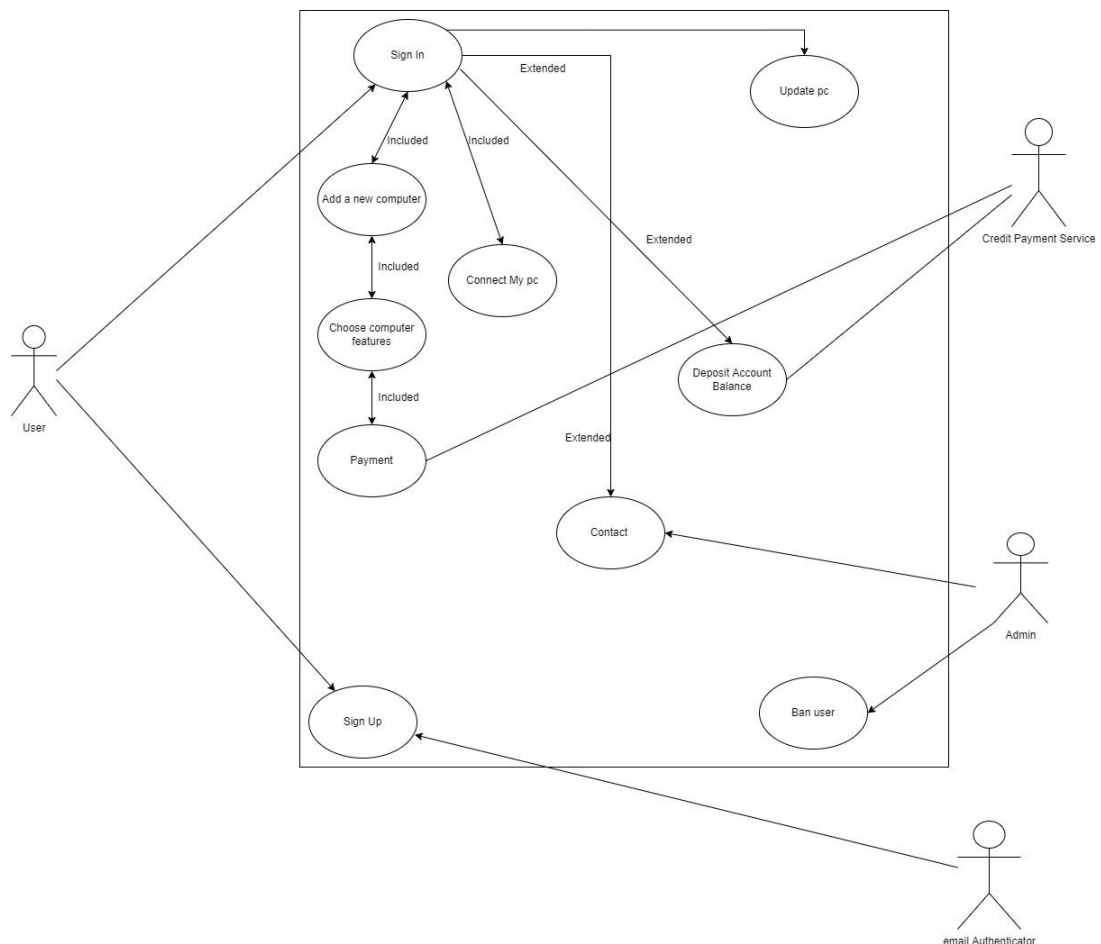 Sign In
Extended
Update pc
Included
Included
Add a new computer
Credit Payment Service
Extended
Included
Connect My pc
Choose computer
features
Deposit Account
Balance
Included
User
Extended
Payment
Contact
Admin
Sign Up
Ban user
email Authenticator